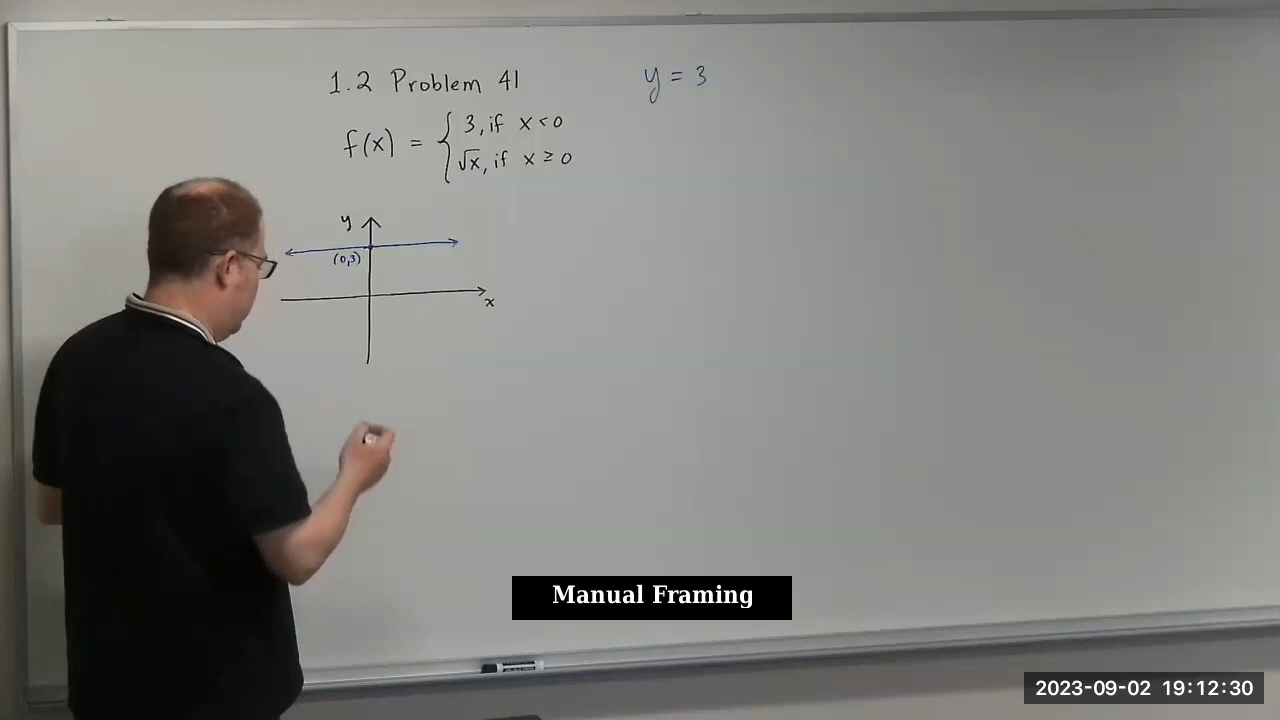 1.2 Problem 41
y = 3
f(x) = { 3, if x < 0
√x, if x ≥ 0
y
(0,3)
x
Manual Framing
2023-09-02 19:12:30